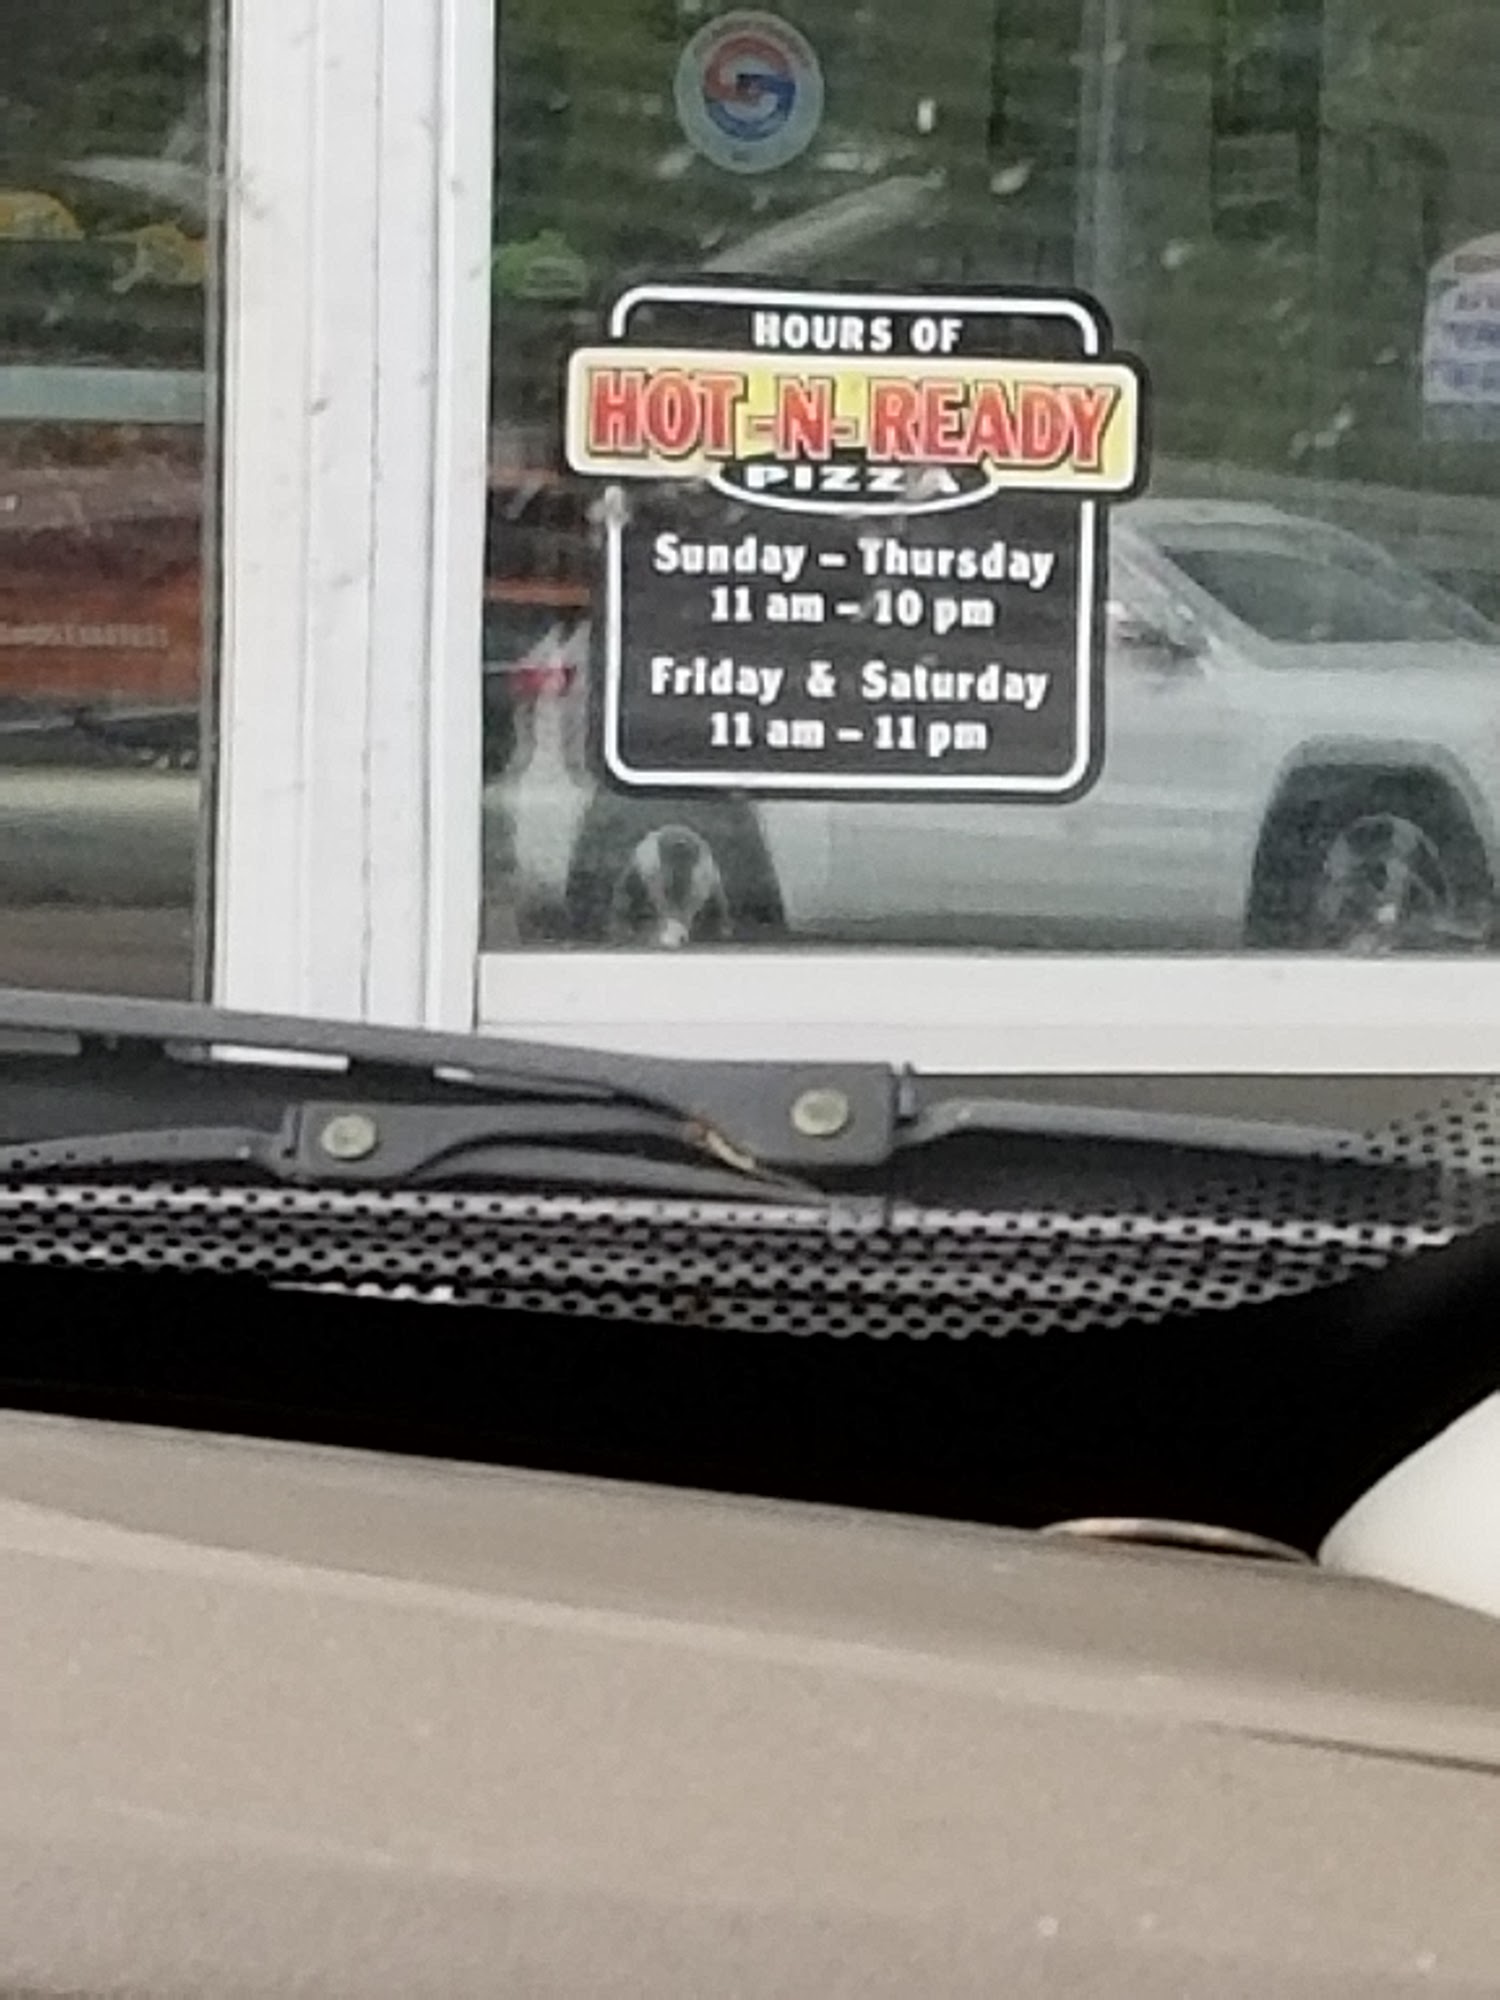 HOURS OF
HOT-N-READY
PIZZA
Sunday – Thursday
11 am – 10 pm
Friday & Saturday
11 am – 11 pm